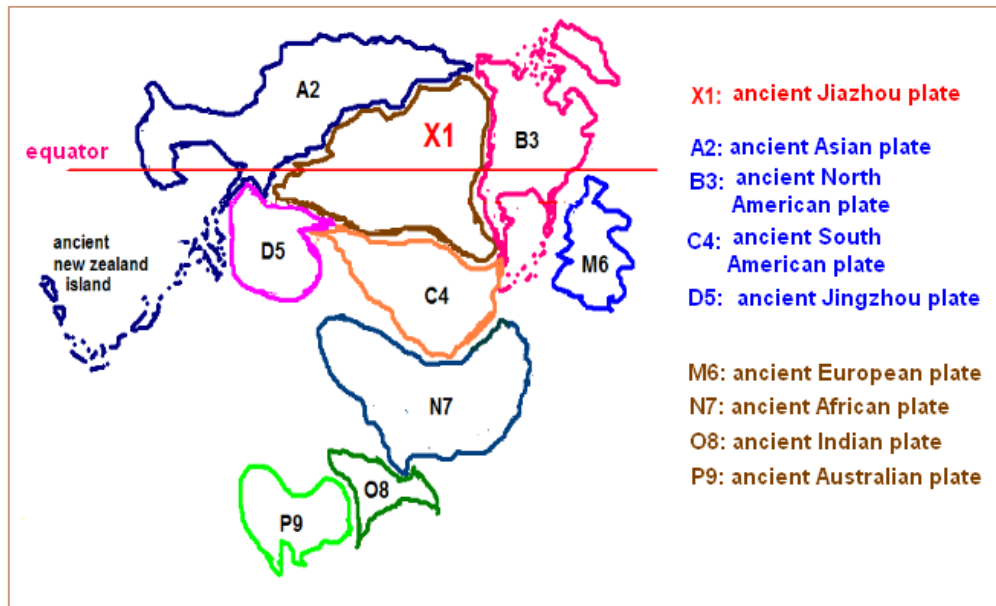 A2
X1
B3
equator
ancient
new zealand
island
D5
C4
M6
N7
O8
P9
X1: ancient Jiazhou plate
A2: ancient Asian plate
B3: ancient North
American plate
C4: ancient South
American plate
D5: ancient Jingzhou plate
M6: ancient European plate
N7: ancient African plate
O8: ancient Indian plate
P9: ancient Australian plate